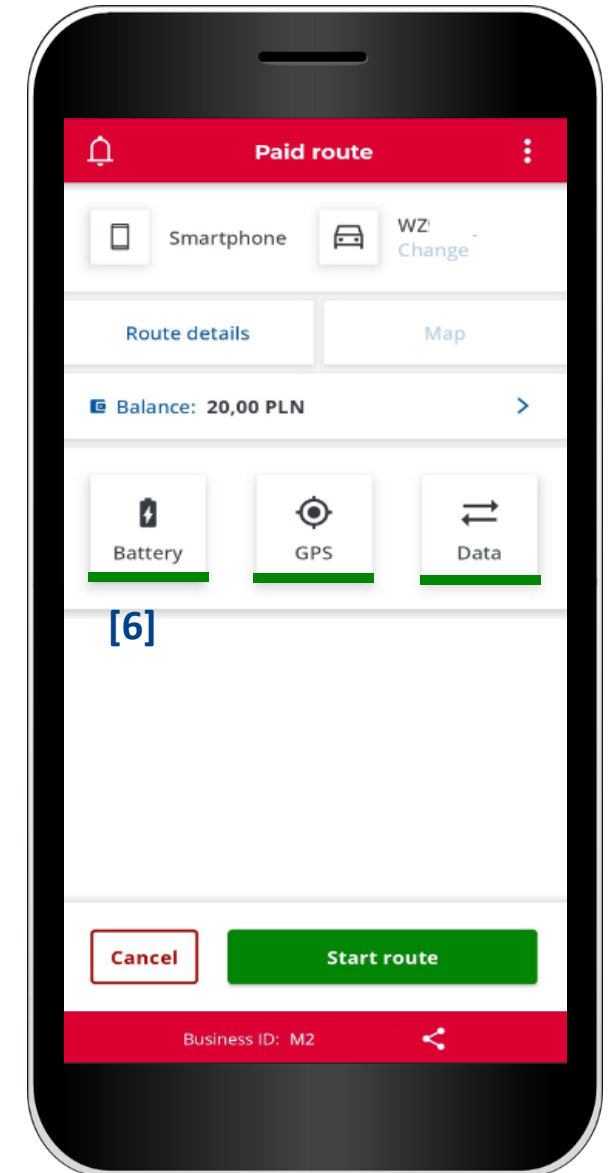 Paid route
Smartphone
WZ
Change
Route details
Map
Balance: 20,00 PLN
Battery
GPS
Data
[6]
Cancel
Start route
Business ID: M2